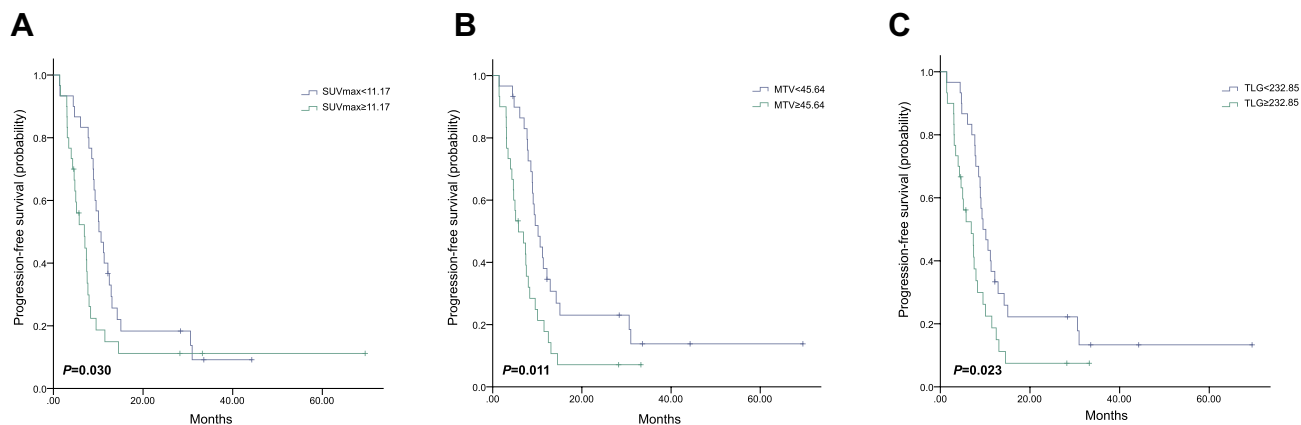 A
Progression-free survival (probability)
1.0
0.8
0.6
0.4
0.2
0.0
SUVmax<11.17
SUVmax≥11.17
P=0.030
.00
20.00
40.00
60.00
Months
B
Progression-free survival (probability)
1.0
0.8
0.6
0.4
0.2
0.0
MTV<45.64
MTV≥45.64
P=0.011
.00
20.00
40.00
60.00
Months
C
Progression-free survival (probability)
1.0
0.8
0.6
0.4
0.2
0.0
TLG<232.85
TLG≥232.85
P=0.023
.00
20.00
40.00
60.00
Months